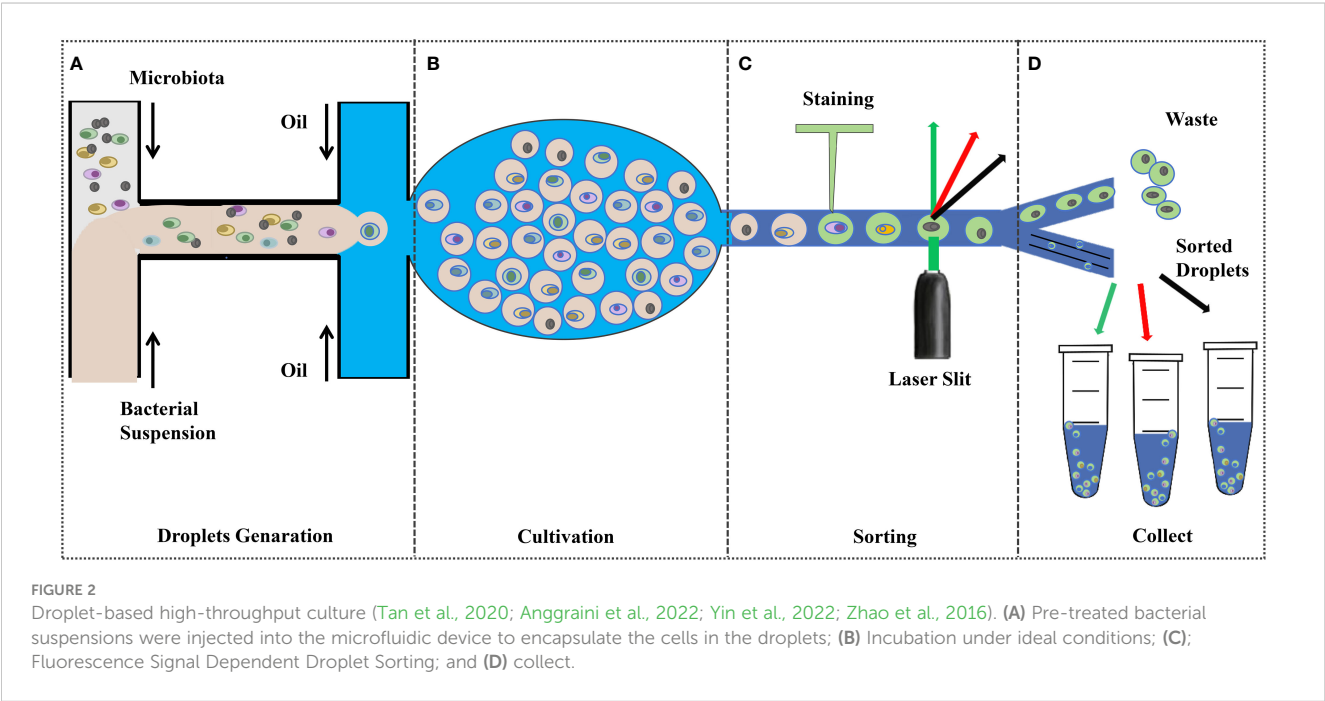 A
Microbiota
Oil
Oil
Bacterial
Suspension
Droplets Genaration
B
Cultivation
C
Staining
Laser Slit
Sorting
D
Waste
Sorted
Droplets
Collect
FIGURE 2
Droplet-based high-throughput culture (Tan et al., 2020; Anggraini et al., 2022; Yin et al., 2022; Zhao et al., 2016). (A) Pre-treated bacterial
suspensions were injected into the microfluidic device to encapsulate the cells in the droplets; (B) Incubation under ideal conditions; (C);
Fluorescence Signal Dependent Droplet Sorting; and (D) collect.